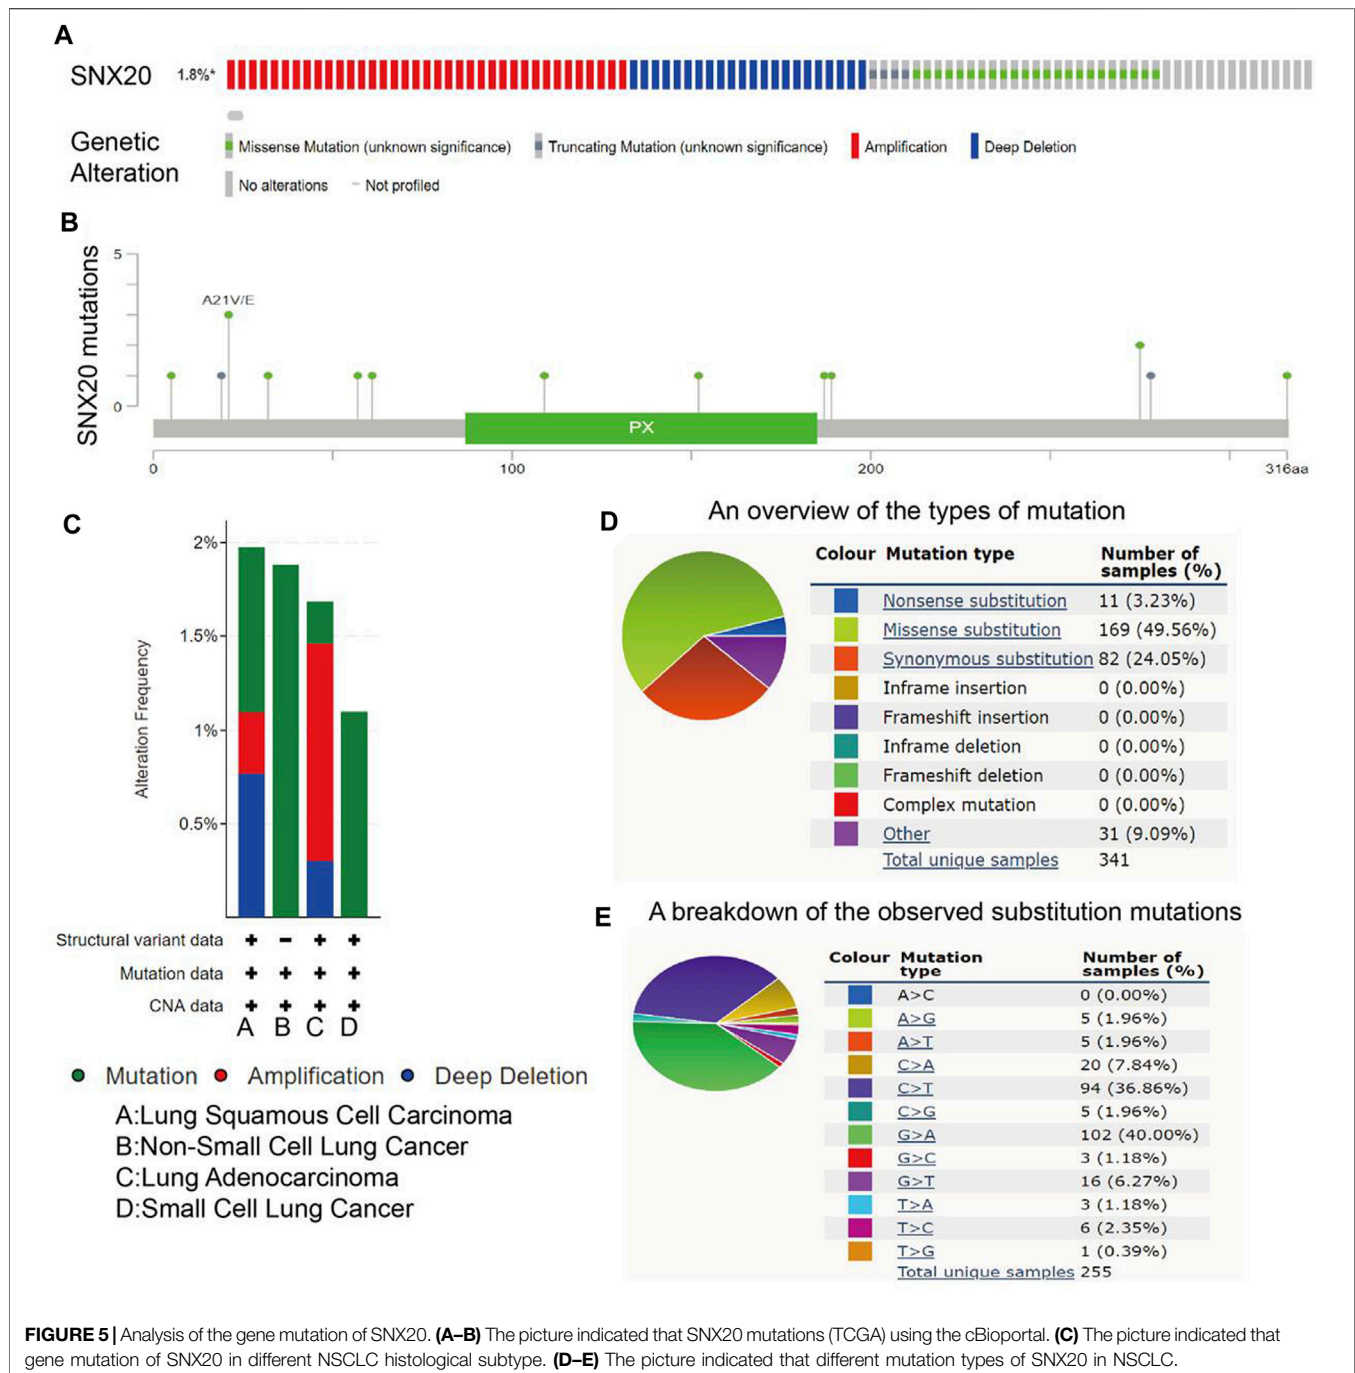 A
SNX20 1.8%*
Genetic Alteration
Missense Mutation (unknown significance) Truncating Mutation (unknown significance) Amplification Deep Deletion
No alterations Not profiled
B
SNX20 mutations
5
A21V/E
0
PX
0 100 200 316aa
C
Alteration Frequency
2%
1.5%
1%
0.5%
Structural variant data + − + +
Mutation data + + + +
CNA data + + + +
A B C D
Mutation Amplification Deep Deletion
A:Lung Squamous Cell Carcinoma
B:Non-Small Cell Lung Cancer
C:Lung Adenocarcinoma
D:Small Cell Lung Cancer
D An overview of the types of mutation
Colour Mutation type Number of samples (%)
Nonsense substitution 11 (3.23%)
Missense substitution 169 (49.56%)
Synonymous substitution 82 (24.05%)
Inframe insertion 0 (0.00%)
Frameshift insertion 0 (0.00%)
Inframe deletion 0 (0.00%)
Frameshift deletion 0 (0.00%)
Complex mutation 0 (0.00%)
Other 31 (9.09%)
Total unique samples 341
E A breakdown of the observed substitution mutations
Colour Mutation type Number of samples (%)
A>C 0 (0.00%)
A>G 5 (1.96%)
A>T 5 (1.96%)
C>A 20 (7.84%)
C>T 94 (36.86%)
C>G 5 (1.96%)
G>A 102 (40.00%)
G>C 3 (1.18%)
G>T 16 (6.27%)
T>A 3 (1.18%)
T>C 6 (2.35%)
T>G 1 (0.39%)
Total unique samples 255
FIGURE 5 | Analysis of the gene mutation of SNX20. (A–B) The picture indicated that SNX20 mutations (TCGA) using the cBioportal. (C) The picture indicated that
gene mutation of SNX20 in different NSCLC histological subtype. (D–E) The picture indicated that different mutation types of SNX20 in NSCLC.